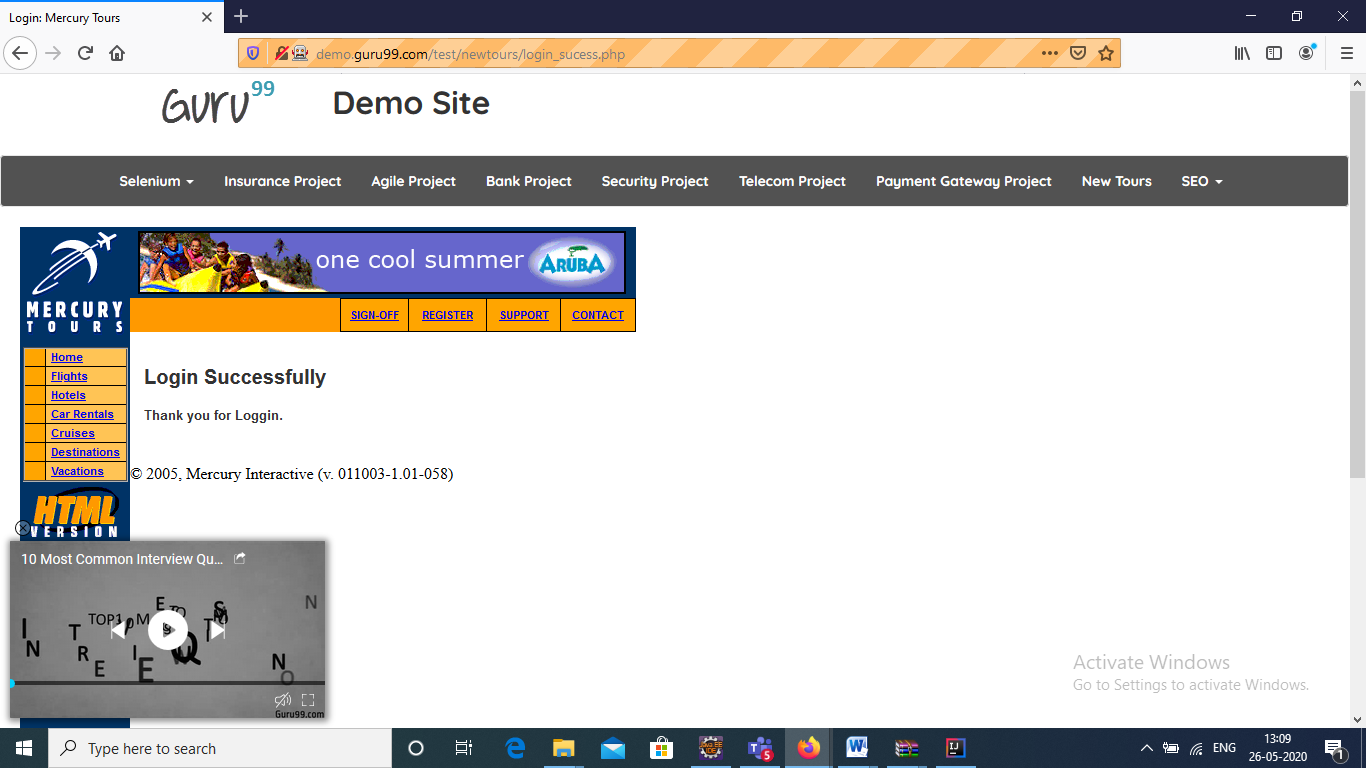 Login: Mercury Tours
demo.guru99.com/test/newtours/login_sucess.php
Guru99
Demo Site
Selenium Insurance Project Agile Project Bank Project Security Project Telecom Project Payment Gateway Project New Tours SEO
one cool summer ARUBA
MERCURY
TOURS
SIGN-OFF REGISTER SUPPORT CONTACT
Home
Flights
Hotels
Car Rentals
Cruises
Destinations
Vacations
Login Successfully
Thank you for Loggin.
© 2005, Mercury Interactive (v. 011003-1.01-058)
HTML
VERSION
10 Most Common Interview Qu...
Guru99.com
Activate Windows
Go to Settings to activate Windows.
Type here to search
5
ENG
13:09
26-05-2020
1